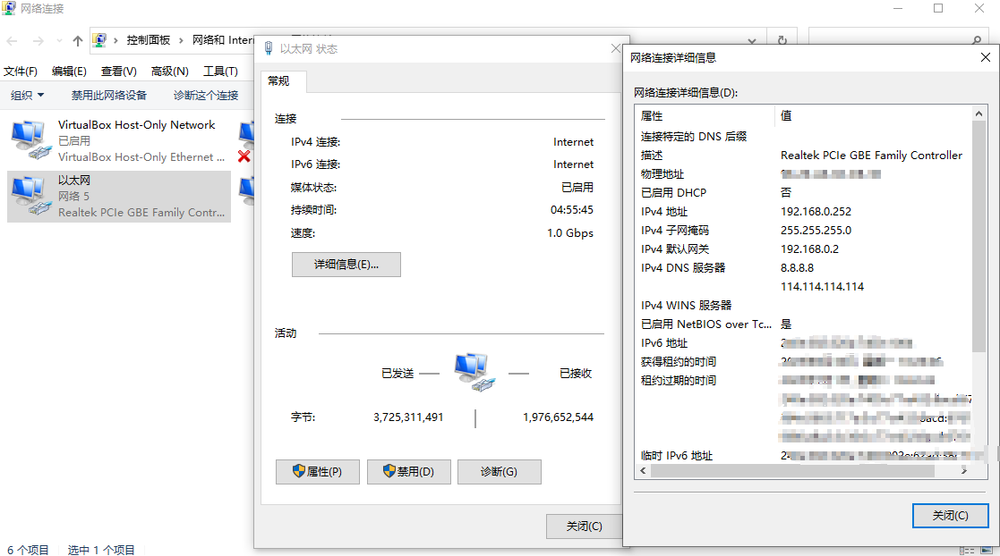 网络连接
控制面板 › 网络和
文件(F) 编辑(E) 查看(V) 高级(N) 工具(T)
组织 禁用此网络设备 诊断这个连接
VirtualBox Host-Only Network
已启用
VirtualBox Host-Only Ethernet ...
以太网
网络 5
Realtek PCIe GBE Family Contr...
6 个项目 选中 1 个项目
以太网 状态
常规
连接
IPv4 连接: Internet
IPv6 连接: Internet
媒体状态: 已启用
持续时间: 04:55:45
速度: 1.0 Gbps
详细信息(E)...
活动
已发送 已接收
字节: 3,725,311,491 1,976,652,544
属性(P) 禁用(D) 诊断(G)
关闭(C)
网络连接详细信息
网络连接详细信息(D):
属性 值
连接特定的 DNS 后缀
描述 Realtek PCIe GBE Family Controller
物理地址
已启用 DHCP 否
IPv4 地址 192.168.0.252
IPv4 子网掩码 255.255.255.0
IPv4 默认网关 192.168.0.2
IPv4 DNS 服务器 8.8.8.8
114.114.114.114
IPv4 WINS 服务器
已启用 NetBIOS over Tc... 是
IPv6 地址
获得租约的时间
租约过期的时间
临时 IPv6 地址
关闭(C)